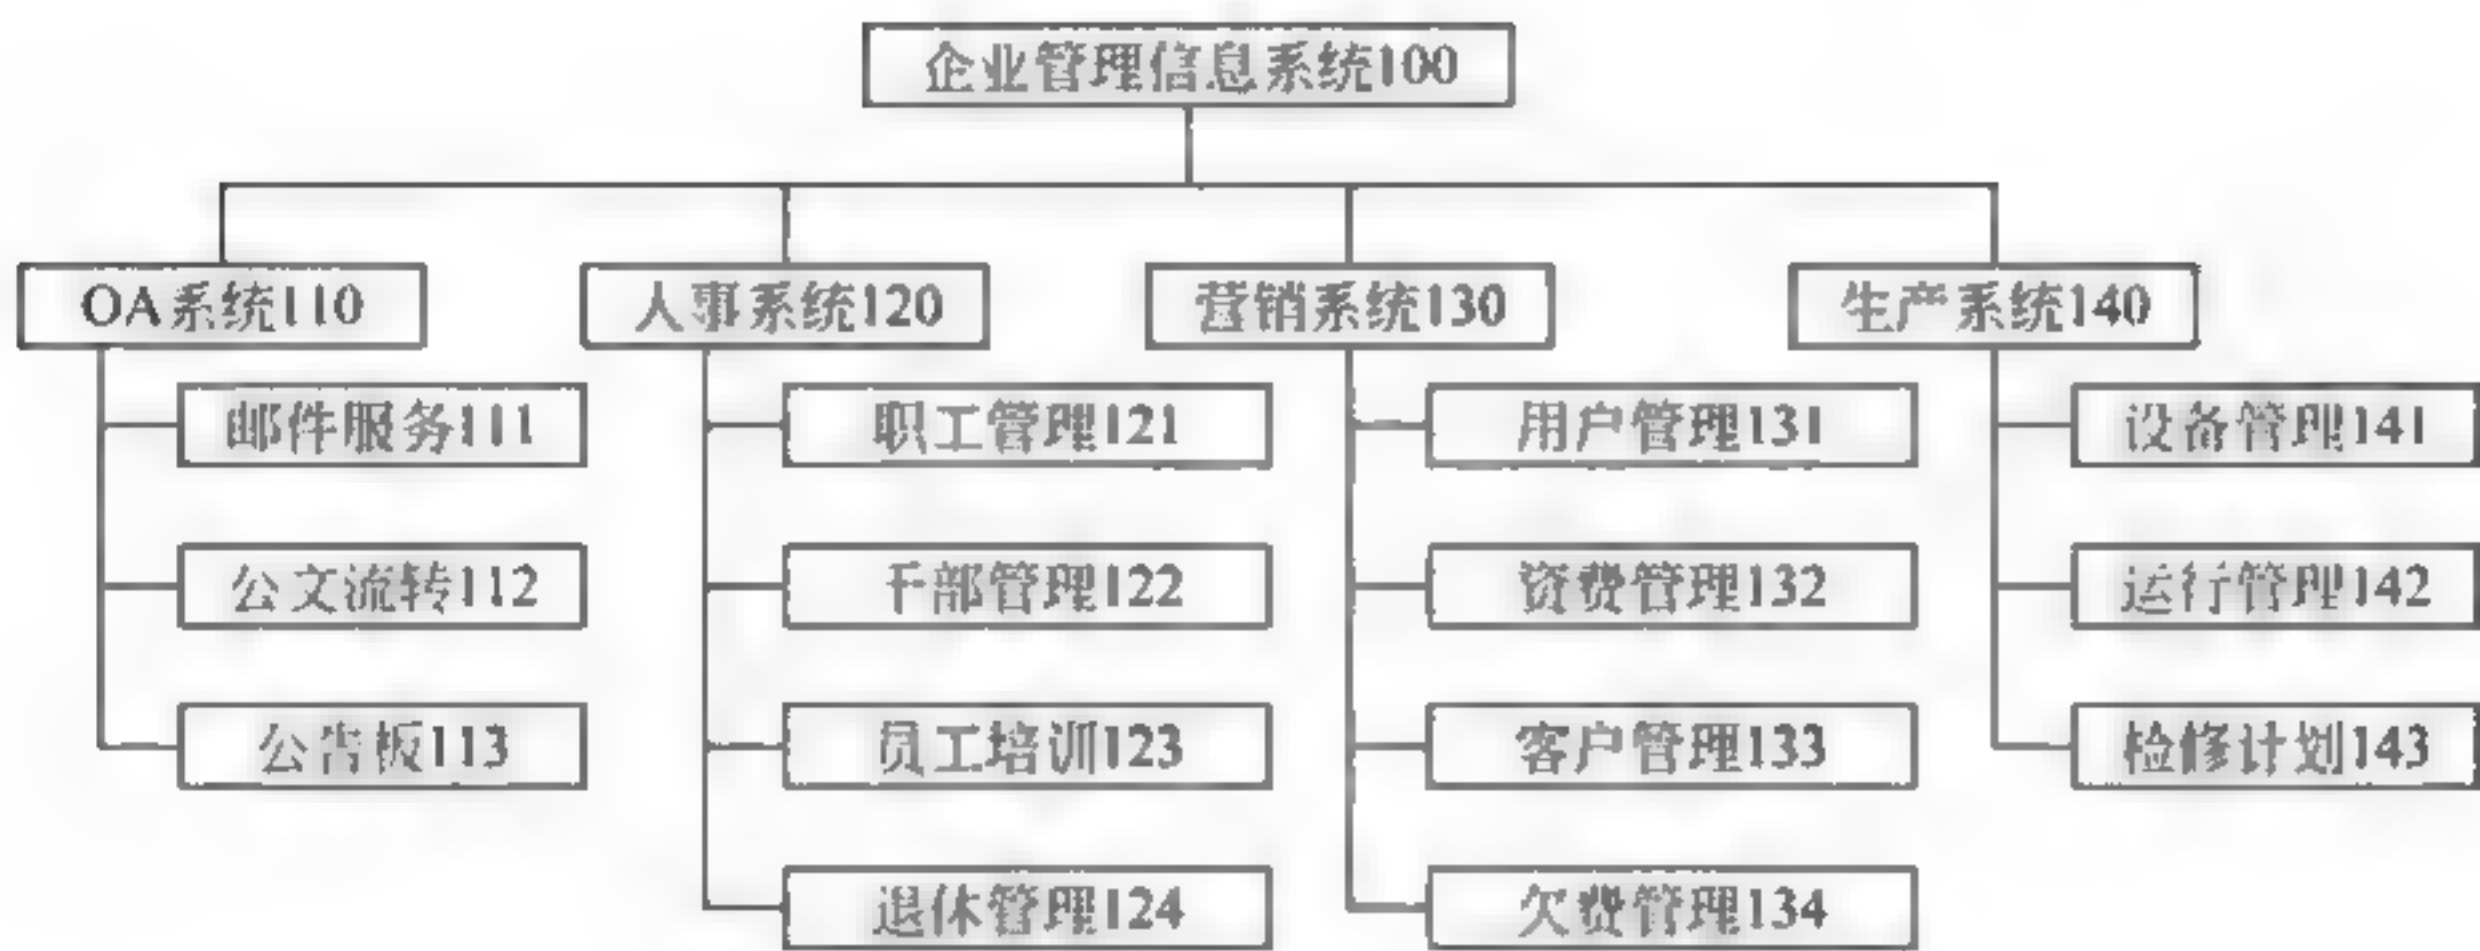 企业管理信息系统100
OA系统110
人事系统120
营销系统130
生产系统140
邮件服务111
职工管理121
用户管理131
设备管理141
公文流转112
干部管理122
资费管理132
运行管理142
公告板113
员工培训123
客户管理133
检修计划143
退休管理124
欠费管理134